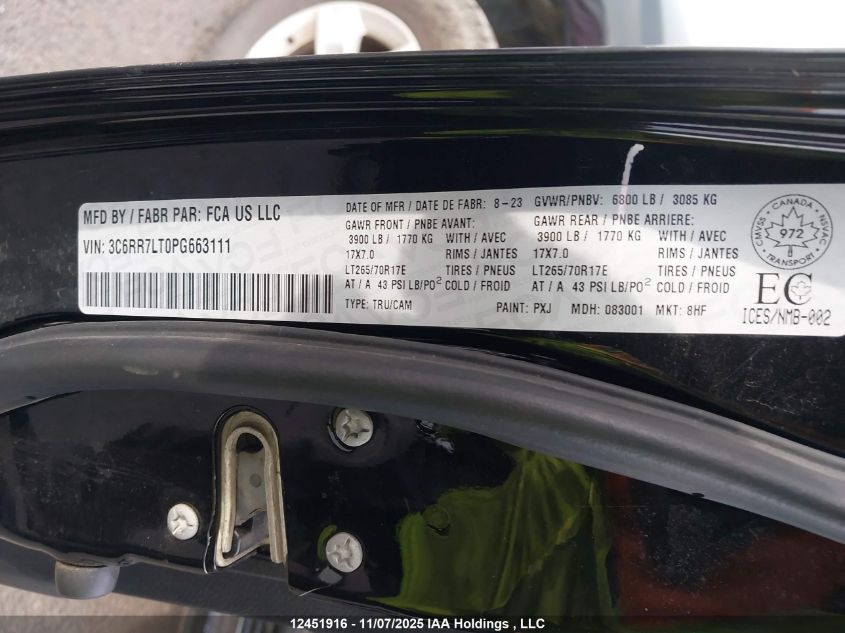 MFD BY / FABR PAR: FCA US LLC
VIN: 3C6RR7LT0PG663111
DATE OF MFR / DATE DE FABR: 8-23 GVWR/PNBV: 6800 LB / 3085 KG
GAWR FRONT / PNBE AVANT: GAWR REAR / PNBE ARRIERE:
3900 LB / 1770 KG WITH / AVEC 3900 LB / 1770 KG WITH / AVEC
17X7.0 RIMS / JANTES 17X7.0 RIMS / JANTES
LT265/70R17E TIRES / PNEUS LT265/70R17E TIRES / PNEUS
AT / A 43 PSI LB/PO² COLD / FROID AT / A 43 PSI LB/PO² COLD / FROID
TYPE: TRU/CAM PAINT: PXJ MDH: 083001 MKT: 8HF
CANADA
CMVSS 972 NSVAC
TRANSPORT
EC
ICES/NMB-002
12451916 - 11/07/2025 IAA Holdings , LLC